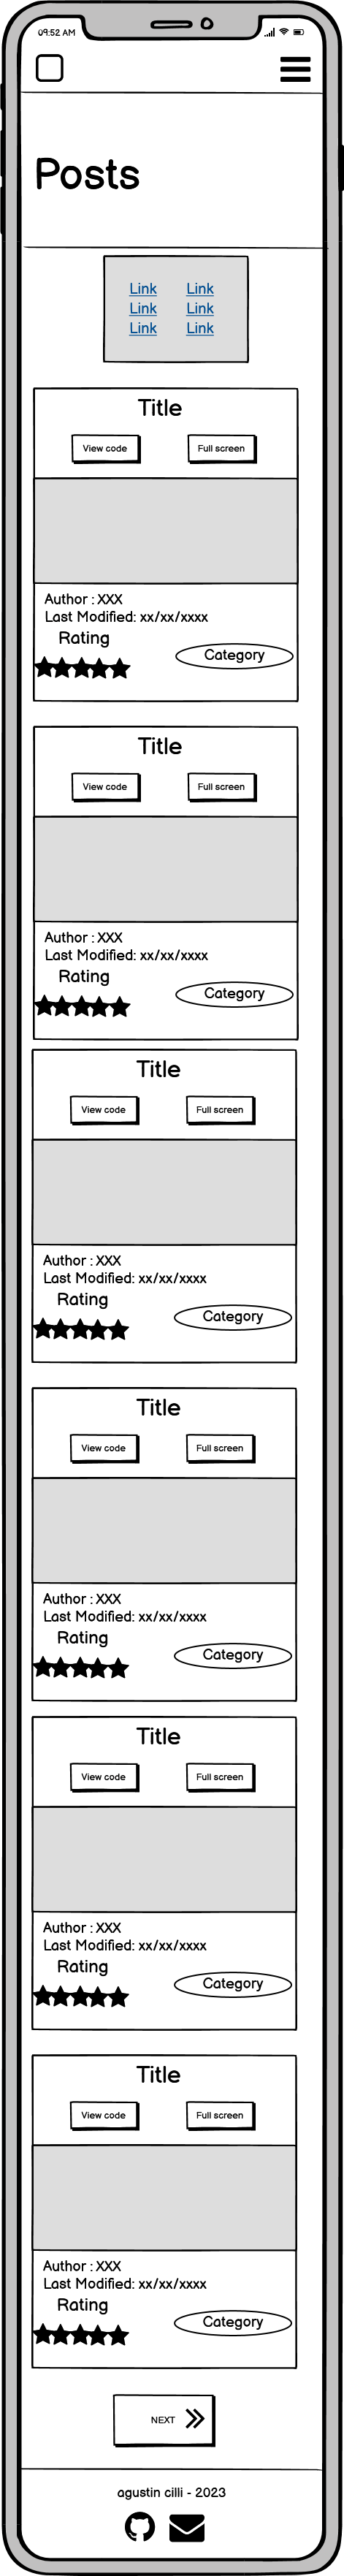 09:52 AM
Posts
Link Link
Link Link
Link Link
Title
View code Full screen
Author : XXX
Last Modified: xx/xx/xxxx
Rating
Category
Title
View code Full screen
Author : XXX
Last Modified: xx/xx/xxxx
Rating
Category
Title
View code Full screen
Author : XXX
Last Modified: xx/xx/xxxx
Rating
Category
Title
View code Full screen
Author : XXX
Last Modified: xx/xx/xxxx
Rating
Category
Title
View code Full screen
Author : XXX
Last Modified: xx/xx/xxxx
Rating
Category
Title
View code Full screen
Author : XXX
Last Modified: xx/xx/xxxx
Rating
Category
NEXT
agustin cilli - 2023